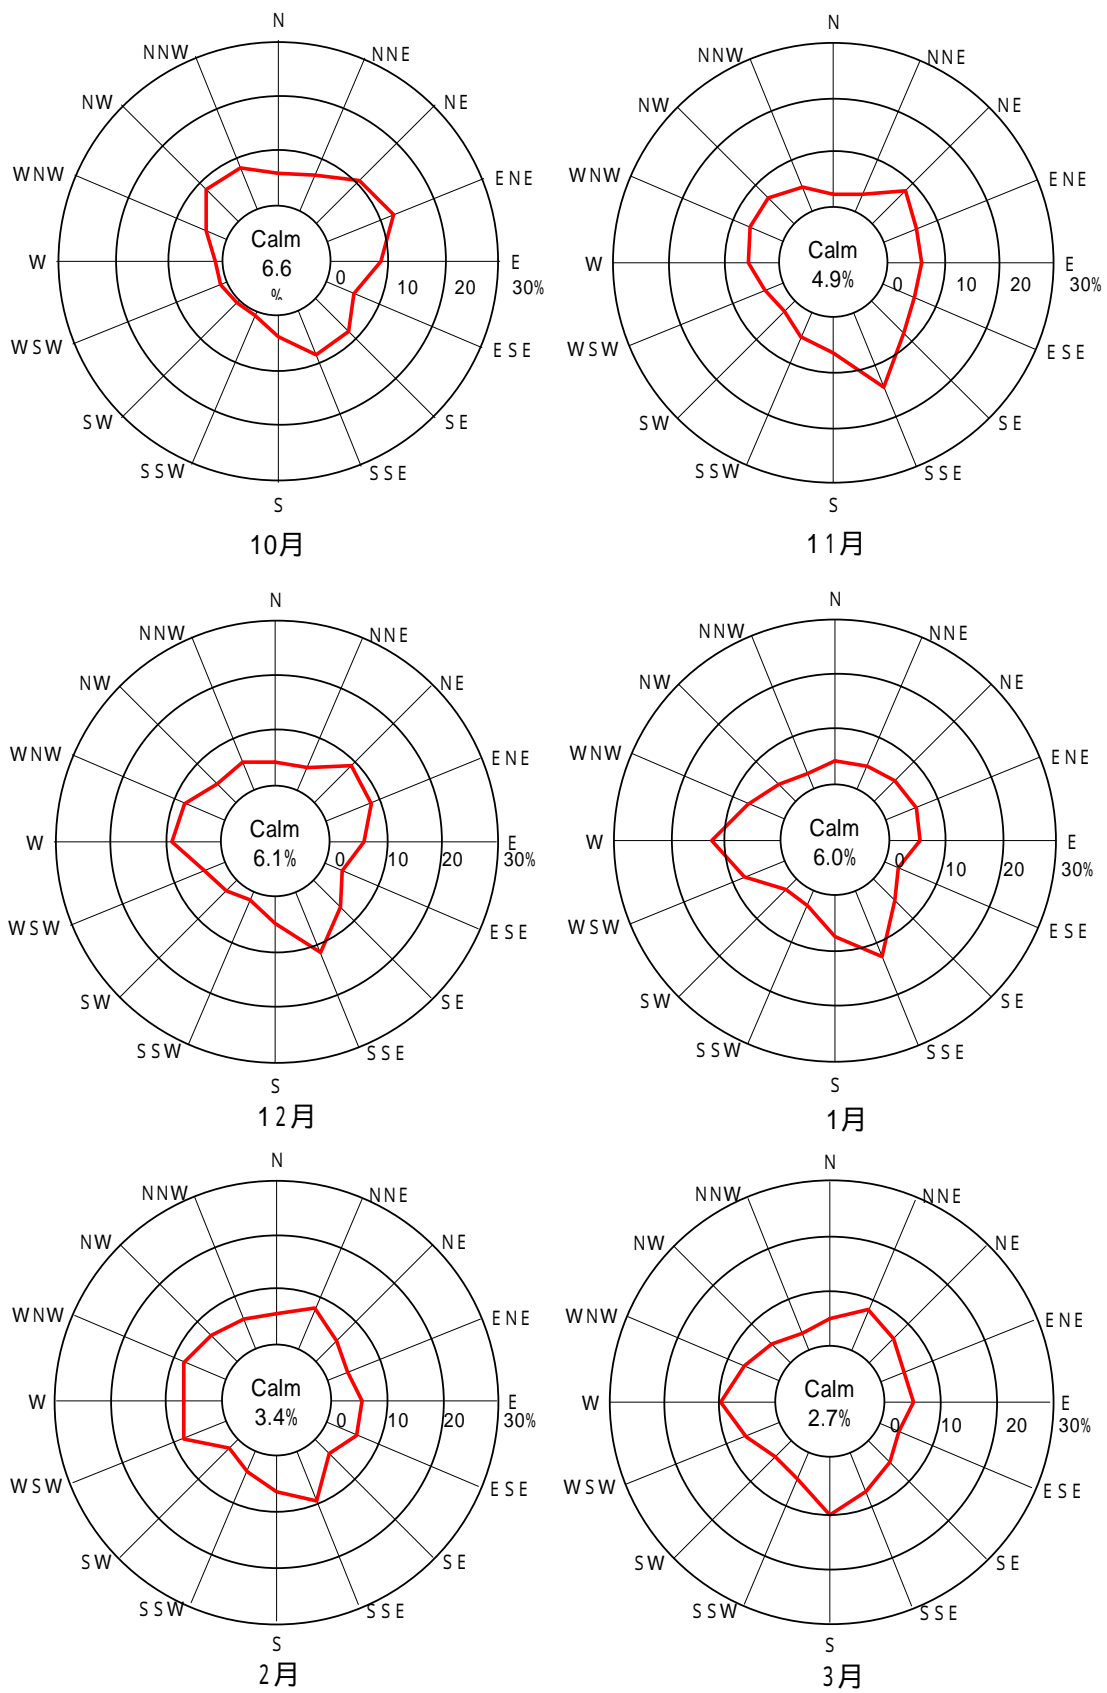 N
NNW NNE
NW NE
WNW ENE
Calm
W 6.6 E
% 0 10 20 30%
WSW ESE
SW SE
SSW SSE
S
10月
N
NNW NNE
NW NE
WNW ENE
Calm
W 4.9% E
0 10 20 30%
WSW ESE
SW SE
SSW SSE
S
11月
N
NNW NNE
NW NE
WNW ENE
Calm
W 6.1% E
0 10 20 30%
WSW ESE
SW SE
SSW SSE
S
12月
N
NNW NNE
NW NE
WNW ENE
Calm
W 6.0% E
0 10 20 30%
WSW ESE
SW SE
SSW SSE
S
1月
N
NNW NNE
NW NE
WNW ENE
Calm
W 3.4% E
0 10 20 30%
WSW ESE
SW SE
SSW SSE
S
2月
N
NNW NNE
NW NE
WNW ENE
Calm
W 2.7% E
0 10 20 30%
WSW ESE
SW SE
SSW SSE
S
3月